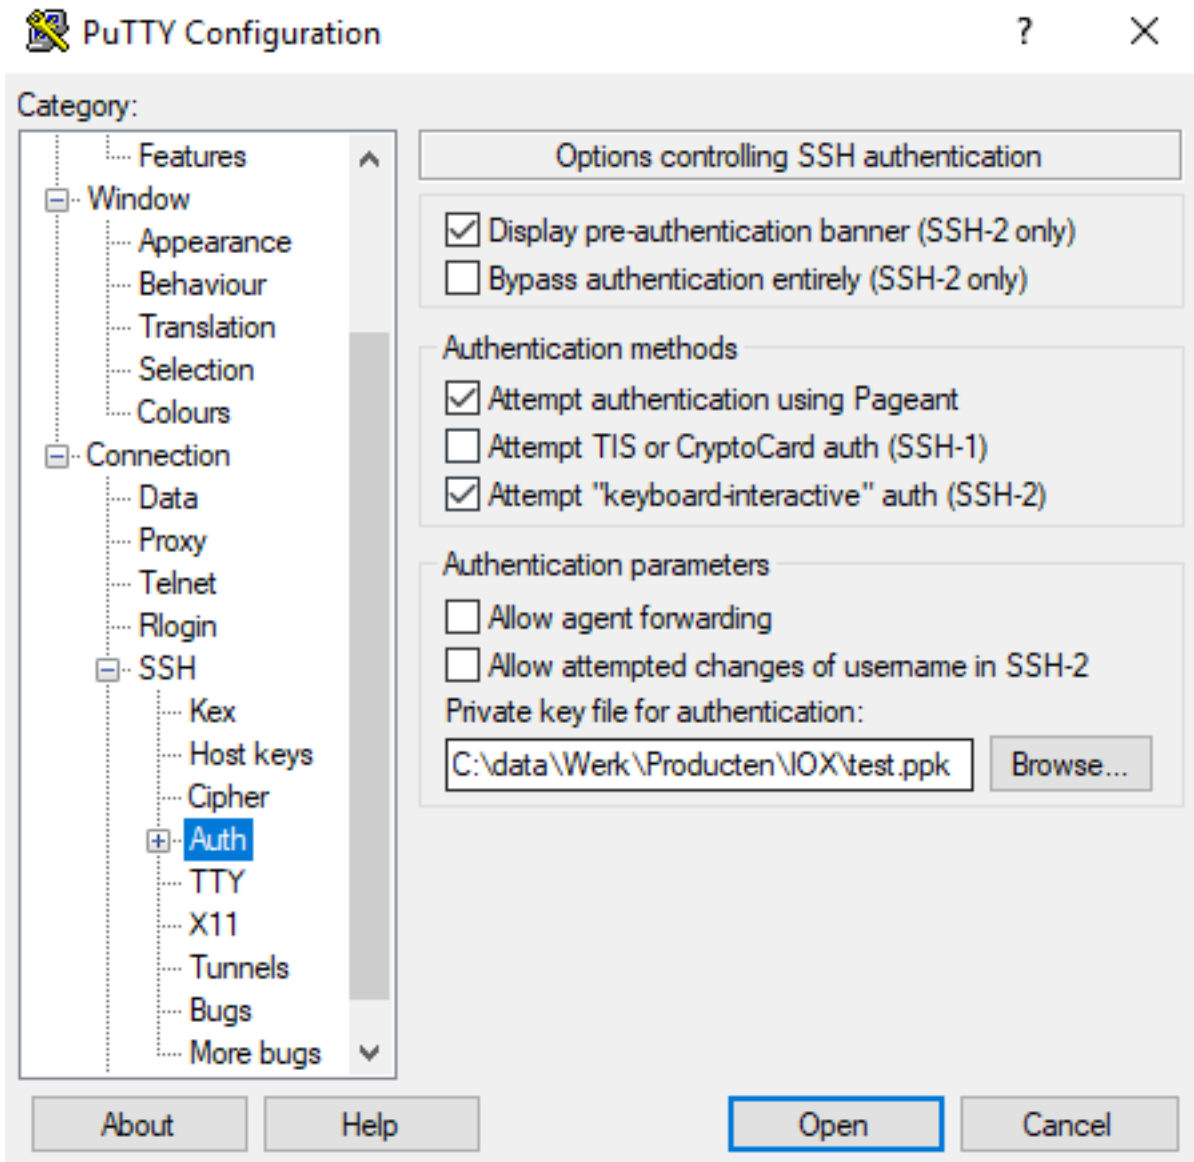 PuTTY Configuration
?
Category:
Features
Window
Appearance
Behaviour
Translation
Selection
Colours
Connection
Data
Proxy
Telnet
Rlogin
SSH
Kex
Host keys
Cipher
Auth
TTY
X11
Tunnels
Bugs
More bugs
Options controlling SSH authentication
Display pre-authentication banner (SSH-2 only)
Bypass authentication entirely (SSH-2 only)
Authentication methods
Attempt authentication using Pageant
Attempt TIS or CryptoCard auth (SSH-1)
Attempt "keyboard-interactive" auth (SSH-2)
Authentication parameters
Allow agent forwarding
Allow attempted changes of username in SSH-2
Private key file for authentication:
C:\data\Werk\Producten\IOX\test.ppk
Browse...
About
Help
Open
Cancel